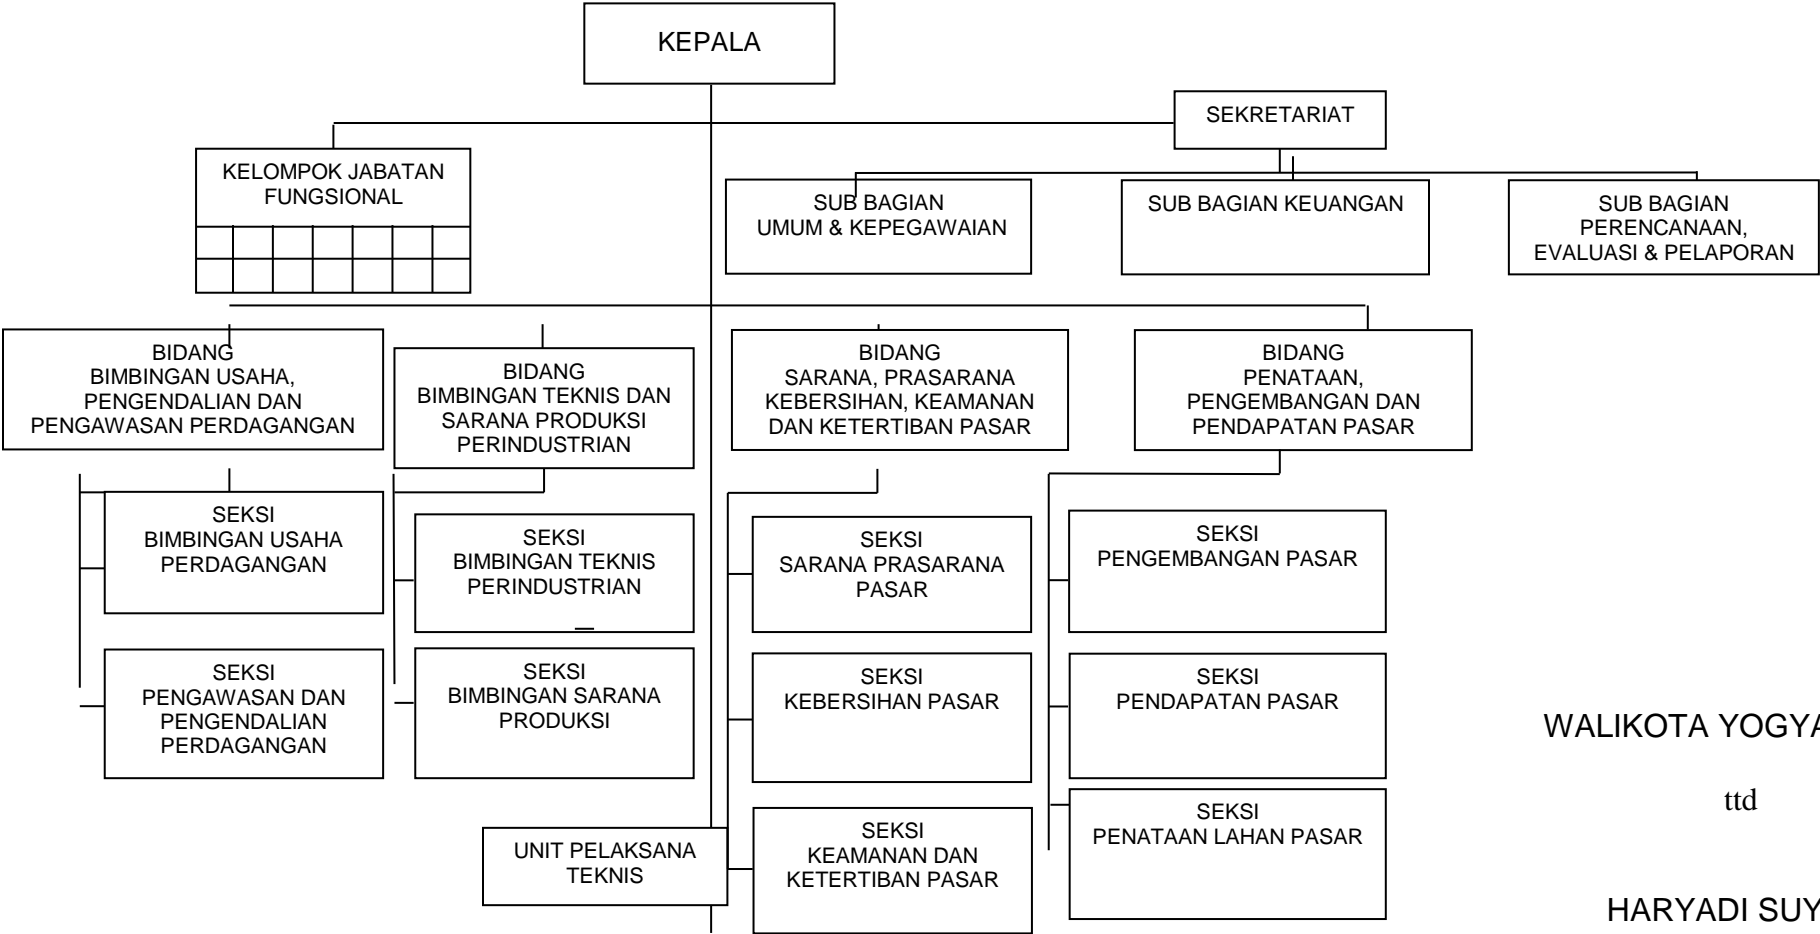 KEPALA
SEKRETARIAT
KELOMPOK JABATAN
FUNGSIONAL
SUB BAGIAN
UMUM & KEPEGAWAIAN
SUB BAGIAN KEUANGAN
SUB BAGIAN
PERENCANAAN,
EVALUASI & PELAPORAN
BIDANG
BIMBINGAN USAHA,
PENGENDALIAN DAN
PENGAWASAN PERDAGANGAN
BIDANG
BIMBINGAN TEKNIS DAN
SARANA PRODUKSI
PERINDUSTRIAN
BIDANG
SARANA, PRASARANA
KEBERSIHAN, KEAMANAN
DAN KETERTIBAN PASAR
BIDANG
PENATAAN,
PENGEMBANGAN DAN
PENDAPATAN PASAR
SEKSI
BIMBINGAN USAHA
PERDAGANGAN
SEKSI
BIMBINGAN TEKNIS
PERINDUSTRIAN
SEKSI
SARANA PRASARANA
PASAR
SEKSI
PENGEMBANGAN PASAR
SEKSI
PENGAWASAN DAN
PENGENDALIAN
PERDAGANGAN
SEKSI
BIMBINGAN SARANA
PRODUKSI
SEKSI
KEBERSIHAN PASAR
SEKSI
PENDAPATAN PASAR
UNIT PELAKSANA
TEKNIS
SEKSI
KEAMANAN DAN
KETERTIBAN PASAR
SEKSI
PENATAAN LAHAN PASAR
WALIKOTA YOGYA
ttd
HARYADI SUY